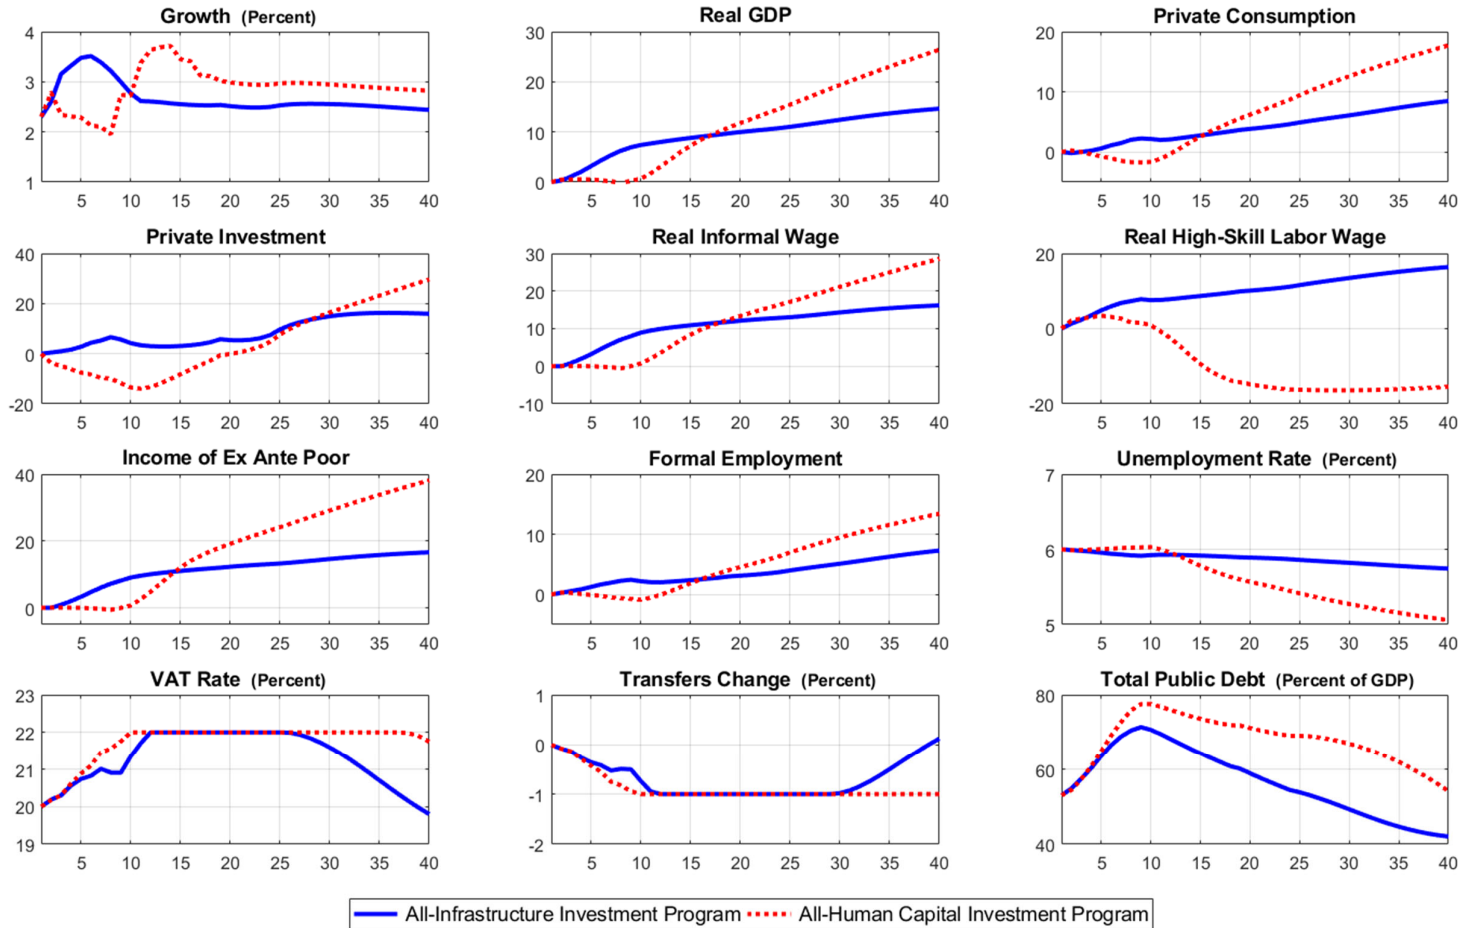 Growth (Percent)
Real GDP
Private Consumption
4
3
2
1
5 10 15 20 25 30 35 40
30
20
10
0
5 10 15 20 25 30 35 40
20
10
0
5 10 15 20 25 30 35 40
Private Investment
Real Informal Wage
Real High-Skill Labor Wage
40
20
0
-20
5 10 15 20 25 30 35 40
30
20
10
0
-10
5 10 15 20 25 30 35 40
20
0
-20
5 10 15 20 25 30 35 40
Income of Ex Ante Poor
Formal Employment
Unemployment Rate (Percent)
40
20
0
5 10 15 20 25 30 35 40
20
10
0
5 10 15 20 25 30 35 40
7
6
5
5 10 15 20 25 30 35 40
VAT Rate (Percent)
Transfers Change (Percent)
Total Public Debt (Percent of GDP)
23
22
21
20
19
5 10 15 20 25 30 35 40
1
0
-1
-2
5 10 15 20 25 30 35 40
80
60
40
5 10 15 20 25 30 35 40
All-Infrastructure Investment Program All-Human Capital Investment Program